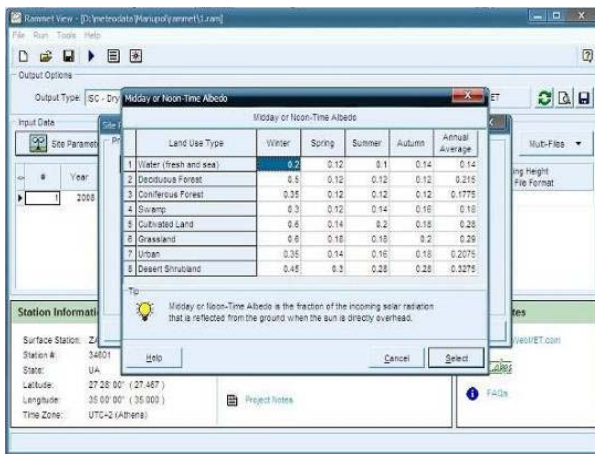 Rammet View - [D:\metrodata\Mariupol\rammet\1.ram]
File Run Tools Help
Output Options
Output Type: ISC - Dry
Midday or Noon-Time Albedo
ET
Input Data
Midday or Noon-Time Albedo
Site Paramet
Site P
Pr
Multi-Files
Land Use Type Winter Spring Summer Autumn Annual Average
1 Water (fresh and sea) 0.2 0.12 0.1 0.14 0.14
2 Deciduous Forest 0.5 0.12 0.12 0.12 0.215
3 Coniferous Forest 0.35 0.12 0.12 0.12 0.1775
4 Swamp 0.3 0.12 0.14 0.16 0.18
5 Cultivated Land 0.6 0.14 0.2 0.18 0.28
6 Grassland 0.6 0.18 0.18 0.2 0.29
7 Urban 0.35 0.14 0.16 0.18 0.2075
8 Desert Shrubland 0.45 0.3 0.28 0.28 0.3275
# Year
1 2008
ing Height
File Format
Tip
Midday or Noon-Time Albedo is the fraction of the incoming solar radiation
that is reflected from the ground when the sun is directly overhead.
Help Cancel Select
Station Informati
tes
Surface Station: ZA
WebMET.com
Station #: 34601
State: UA
Latitude: 27 28 00" ( 27.467 )
Longitude: 35 00' 00" ( 35.000 )
Time Zone: UTC+2 (Athens)
Project Notes
FAQs